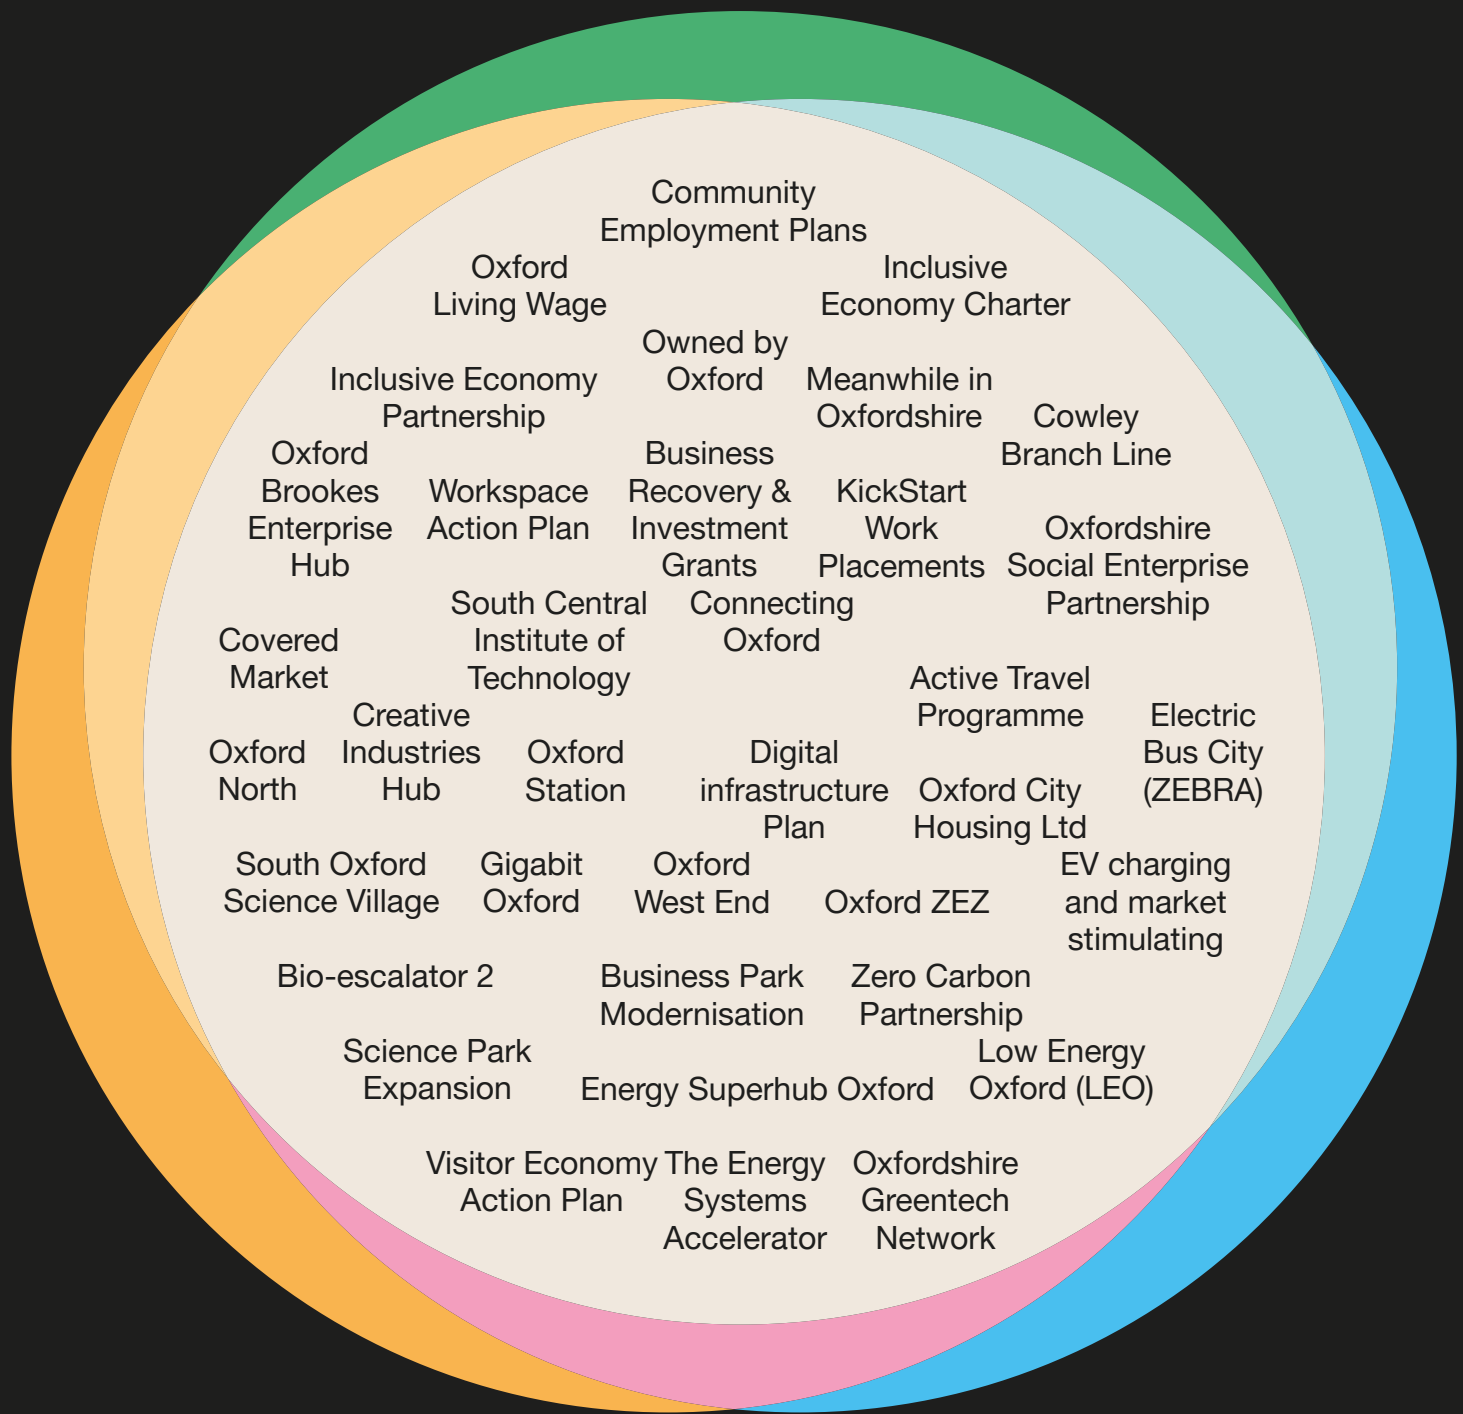 Community
Employment Plans
Oxford
Living Wage
Inclusive
Economy Charter
Owned by
Oxford
Inclusive Economy
Partnership
Meanwhile in
Oxfordshire
Cowley
Branch Line
Oxford
Brookes
Enterprise
Hub
Workspace
Action Plan
Business
Recovery &
Investment
Grants
KickStart
Work
Placements
Oxfordshire
Social Enterprise
Partnership
South Central
Institute of
Technology
Connecting
Oxford
Covered
Market
Active Travel
Programme
Electric
Bus City
(ZEBRA)
Creative
Industries
Hub
Oxford
North
Oxford
Station
Digital
infrastructure
Plan
Oxford City
Housing Ltd
South Oxford
Science Village
Gigabit
Oxford
Oxford
West End
Oxford ZEZ
EV charging
and market
stimulating
Bio-escalator 2
Business Park
Modernisation
Zero Carbon
Partnership
Science Park
Expansion
Energy Superhub Oxford
Low Energy
Oxford (LEO)
Visitor Economy
Action Plan
The Energy
Systems
Accelerator
Oxfordshire
Greentech
Network